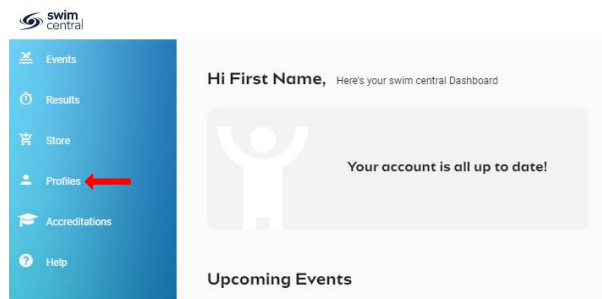 swim
central
Events
Results
Store
Profiles
Accreditations
Help
Hi First Name, Here's your swim central Dashboard
Your account is all up to date!
Upcoming Events